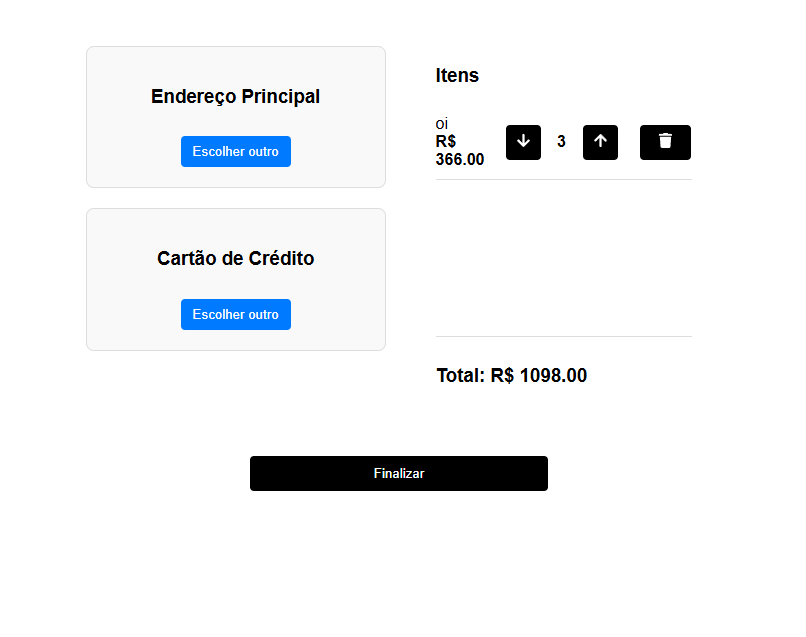 Endereço Principal
Escolher outro
Cartão de Crédito
Escolher outro
Itens
oi
R$
366.00
3
Total: R$ 1098.00
Finalizar